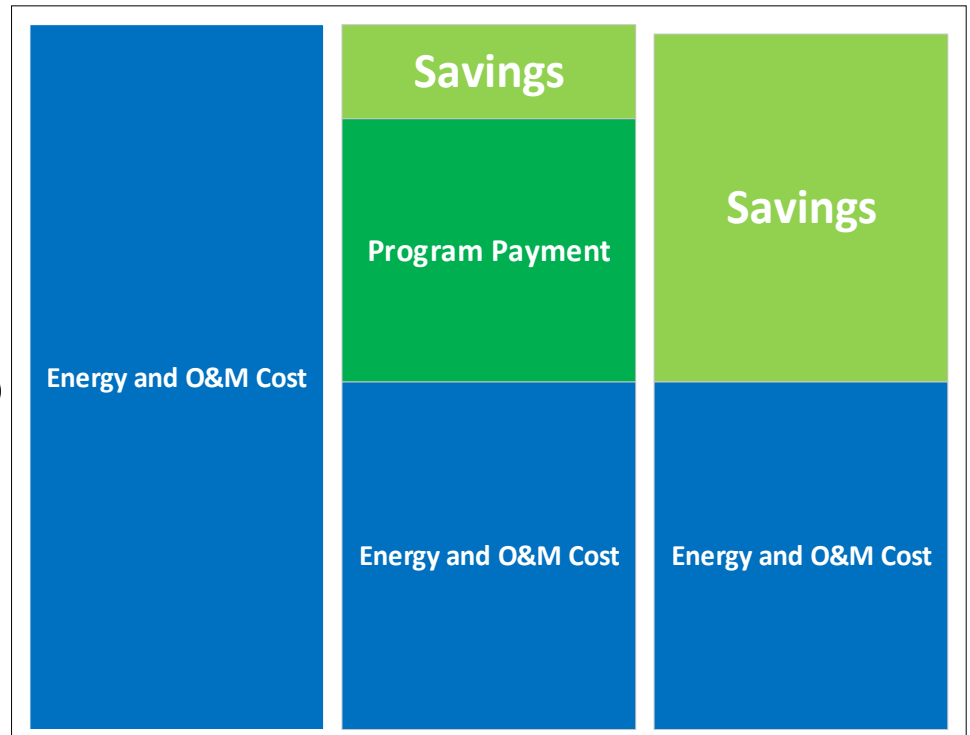 Savings
Savings
Program Payment
Energy and O&M Cost
Energy and O&M Cost
Energy and O&M Cost